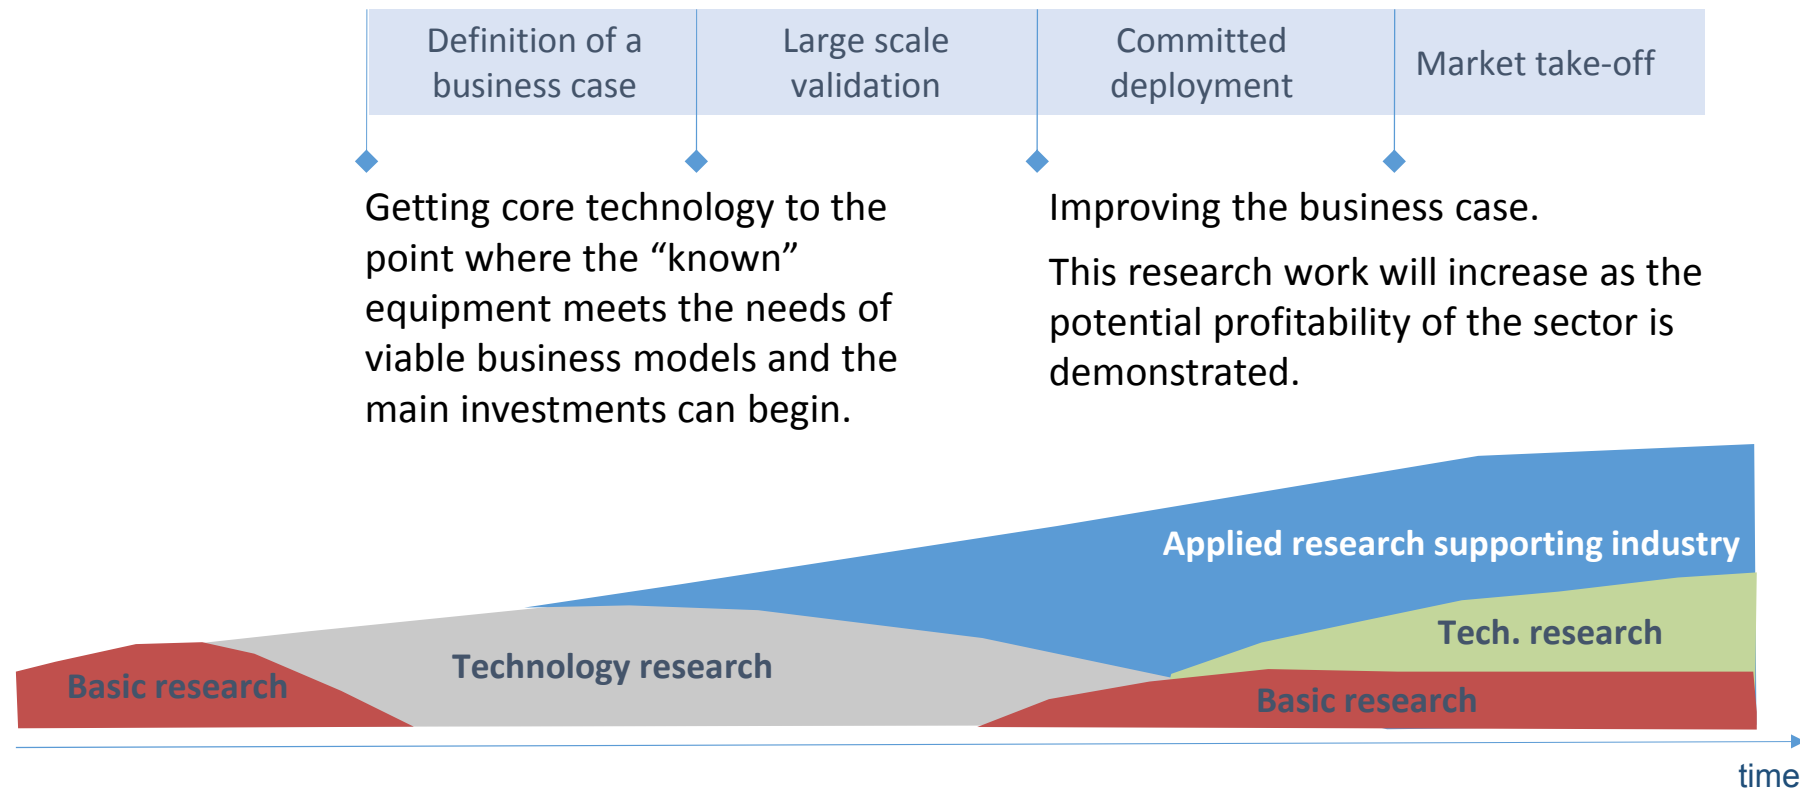 Definition of a
business case
Large scale
validation
Committed
deployment
Market take-off
Getting core technology to the
point where the “known”
equipment meets the needs of
viable business models and the
main investments can begin.
Improving the business case.
This research work will increase as the
potential profitability of the sector is
demonstrated.
Applied research supporting industry
Tech. research
Technology research
Basic research
Basic research
time